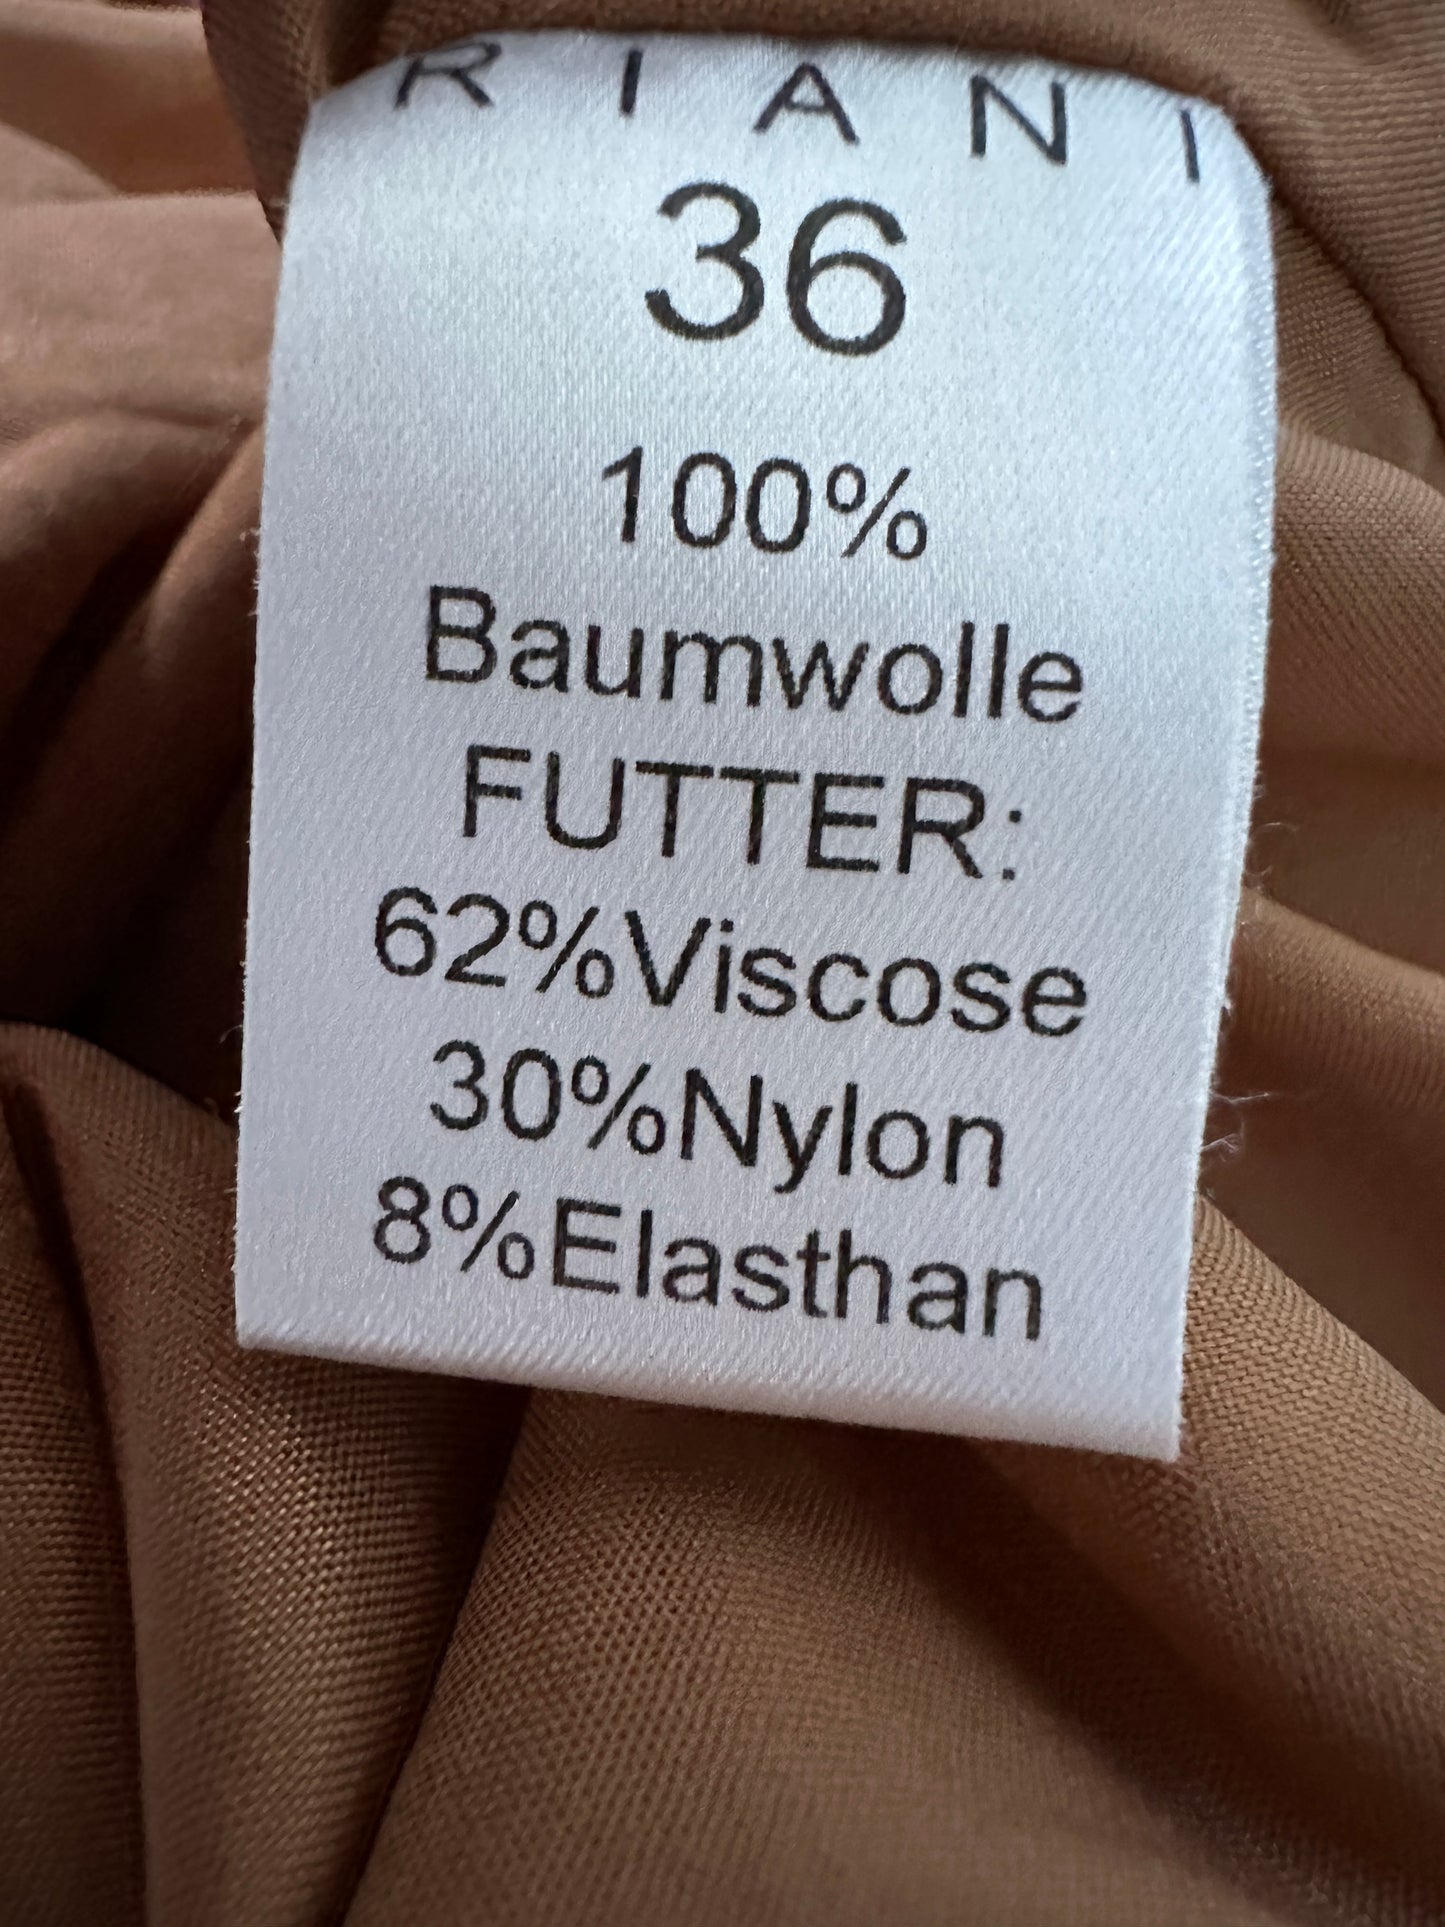 RIANI
36
100%
Baumwolle
FUTTER:
62%Viscose
30%Nylon
8%Elasthan